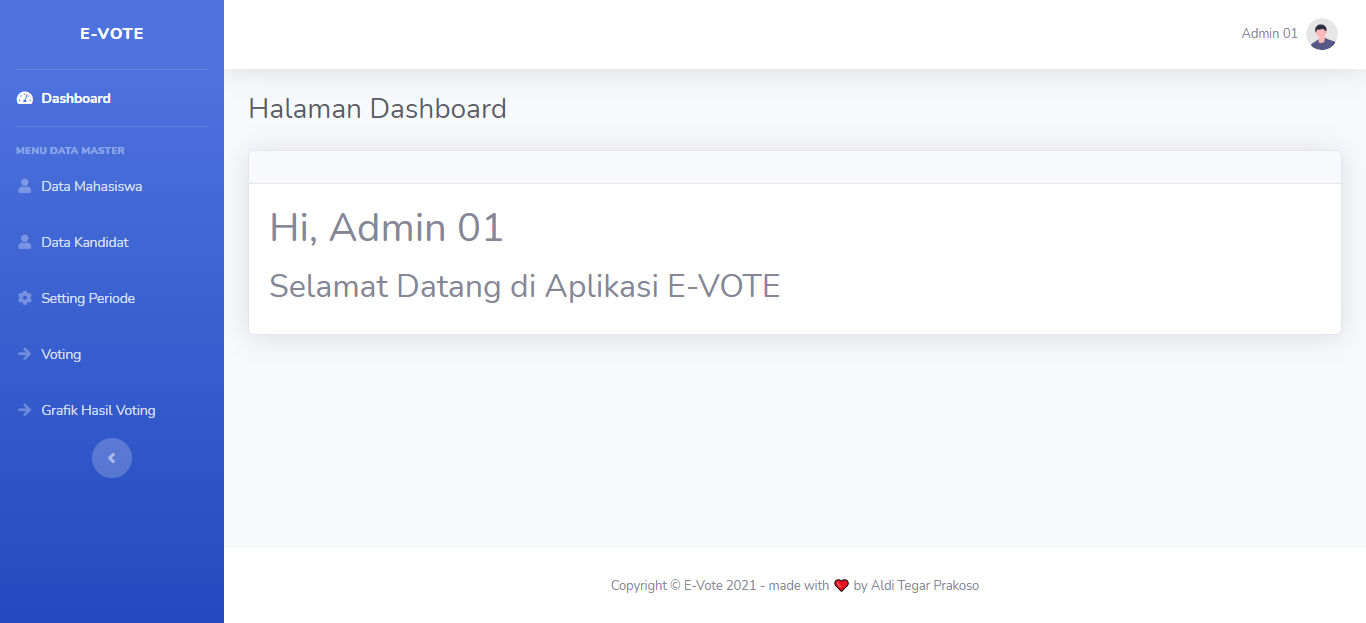 E-VOTE
Dashboard
MENU DATA MASTER
Data Mahasiswa
Data Kandidat
Setting Periode
Voting
Grafik Hasil Voting
Admin 01
Halaman Dashboard
Hi, Admin 01
Selamat Datang di Aplikasi E-VOTE
Copyright © E-Vote 2021 - made with ❤ by Aldi Tegar Prakoso